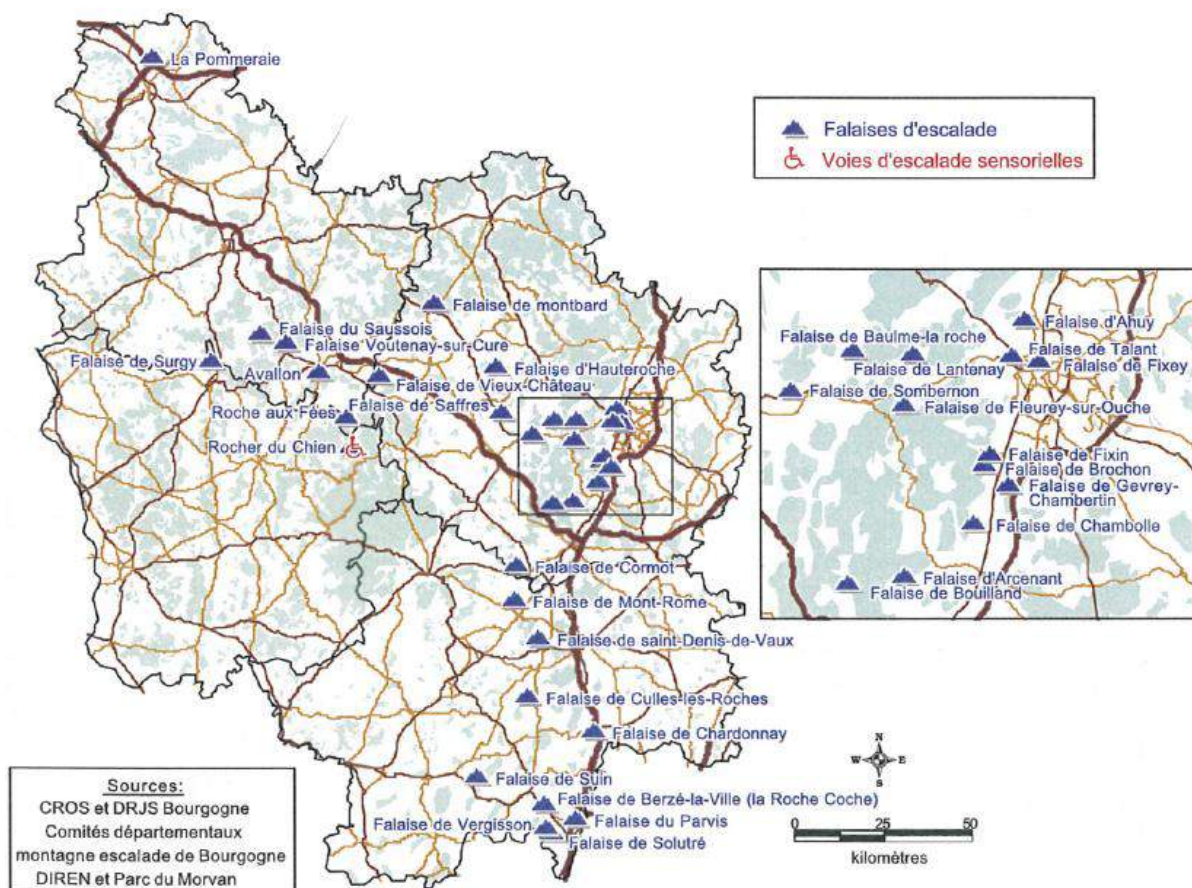 La Pommeraie
Falaises d'escalade
Voies d'escalade sensorielles
Falaise de montbard
Falaise du Saussois
Falaise Voutenay-sur-Cure
Falaise de Surgy
Avallon
Falaise d'Hauteroche
Falaise de Vieux-Château
Roche aux Fées
Falaise de Saffres
Rocher du Chien
Falaise d'Ahuy
Falaise de Baulme-la roche
Falaise de Talant
Falaise de Lantenay
Falaise de Fixey
Falaise de Sombernon
Falaise de Fleurey-sur-Ouche
Falaise de Fixin
Falaise de Brochon
Falaise de Gevrey-
Chambertin
Falaise de Chambolle
Falaise d'Arcenant
Falaise de Bouilland
Falaise de Cormot
Falaise de Mont-Rome
Falaise de saint-Denis-de-Vaux
Falaise de Culles-les-Roches
Falaise de Chardonnay
Falaise de Suin
Falaise de Berzé-la-Ville (la Roche Coche)
Falaise de Vergisson
Falaise du Parvis
Falaise de Solutré
N
W E
S
0 25 50
kilomètres
Sources:
CROS et DRJS Bourgogne
Comités départementaux
montagne escalade de Bourgogne
DIREN et Parc du Morvan